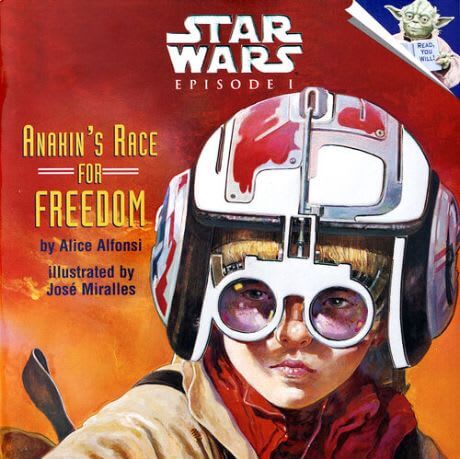 STAR
WARS
EPISODE I
READ,
YOU
WILL!
ANAKIN'S RACE
FOR
FREEDOM
by Alice Alfonsi
illustrated by
José Miralles